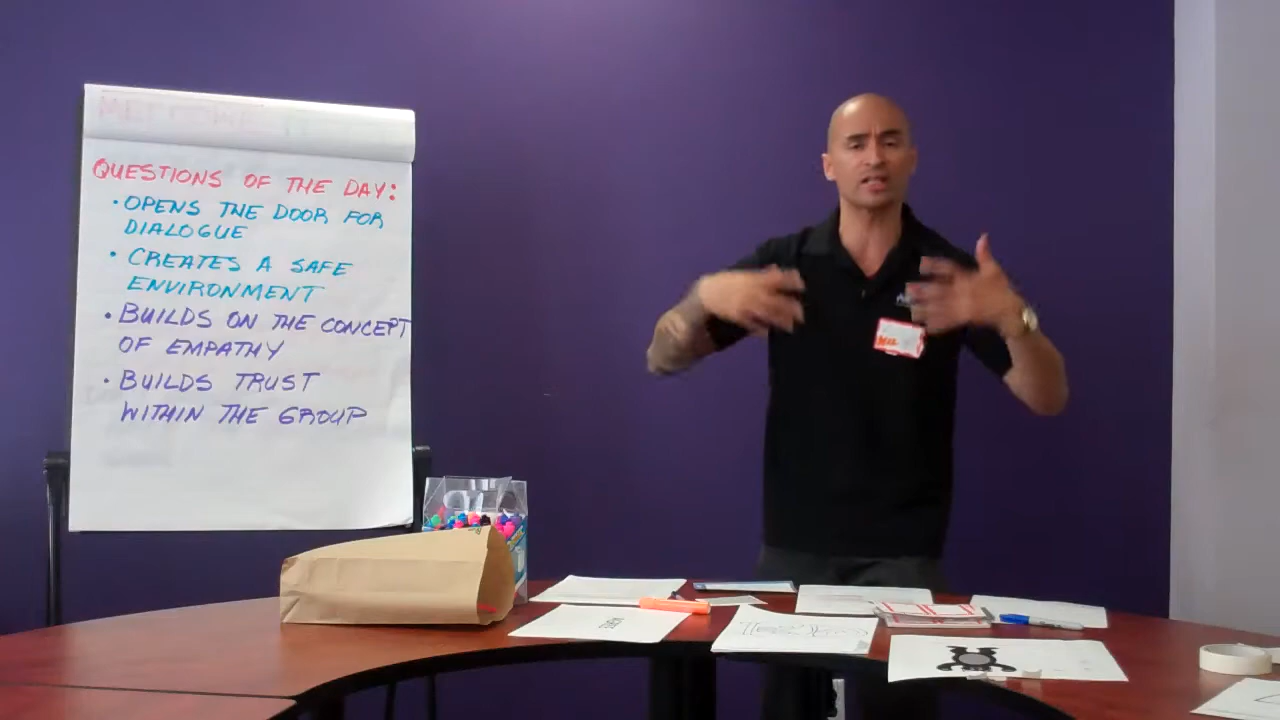 QUESTIONS OF THE DAY:
• OPENS THE DOOR FOR
DIALOGUE
• CREATES A SAFE
ENVIRONMENT
• BUILDS ON THE CONCEPT
OF EMPATHY
• BUILDS TRUST
WITHIN THE GROUP